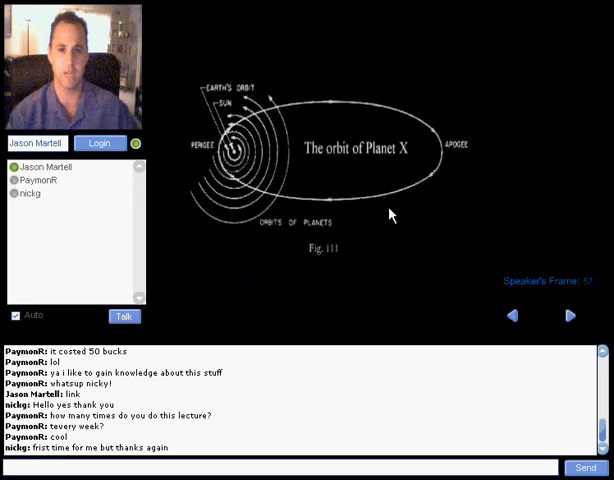 EARTH'S ORBIT
SUN
PERIGEE
The orbit of Planet X
APOGEE
ORBITS OF PLANETS
Fig. 111
Jason Martell
Login
Jason Martell
PaymonR
nickg
Auto
Talk
Speaker's Frame: 57
PaymonR: it costed 50 bucks
PaymonR: lol
PaymonR: ya i like to gain knowledge about this stuff
PaymonR: whatsup nicky!
Jason Martell: link
nickg: Hello yes thank you
PaymonR: how many times do you do this lecture?
PaymonR: tevery week?
PaymonR: cool
nickg: frist time for me but thanks again
Send